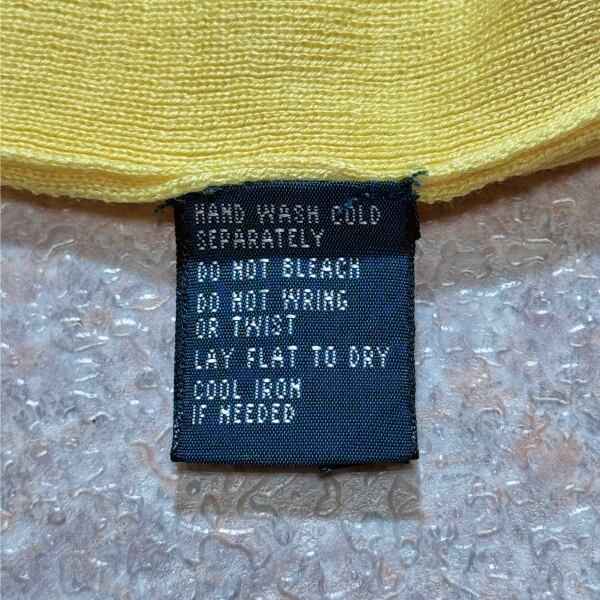 HAND WASH COLD
SEPARATELY
DO NOT BLEACH
DO NOT WRING
OR TWIST
LAY FLAT TO DRY
COOL IRON
IF NEEDED